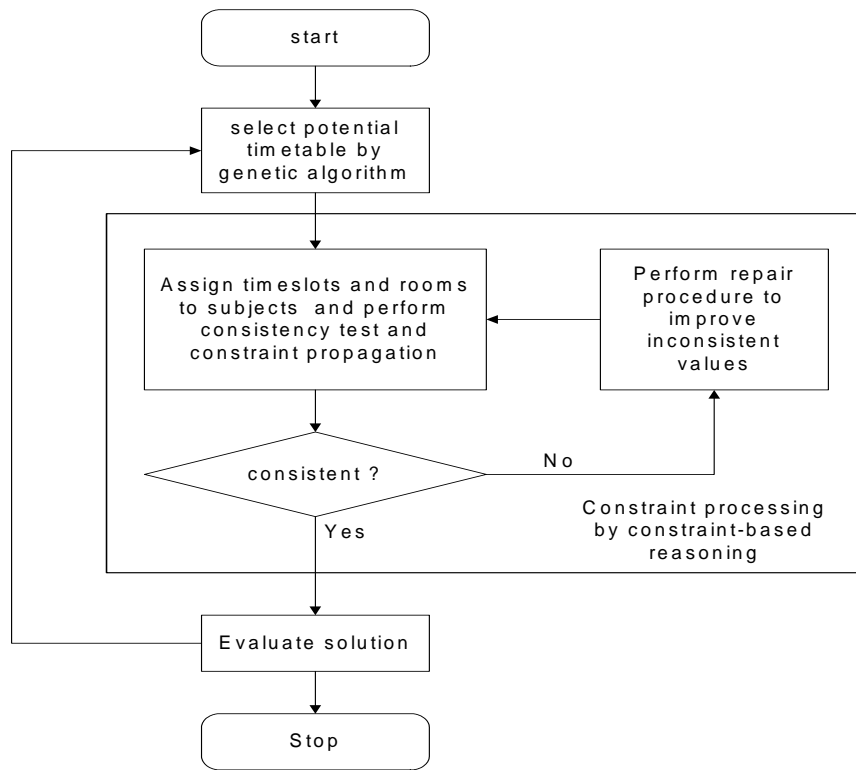 start
select potential
timetable by
genetic algorithm
Assign timeslots and rooms
to subjects and perform
consistency test and
constraint propagation
Perform repair
procedure to
improve
inconsistent
values
consistent ?
No
Yes
Constraint processing
by constraint-based
reasoning
Evaluate solution
Stop